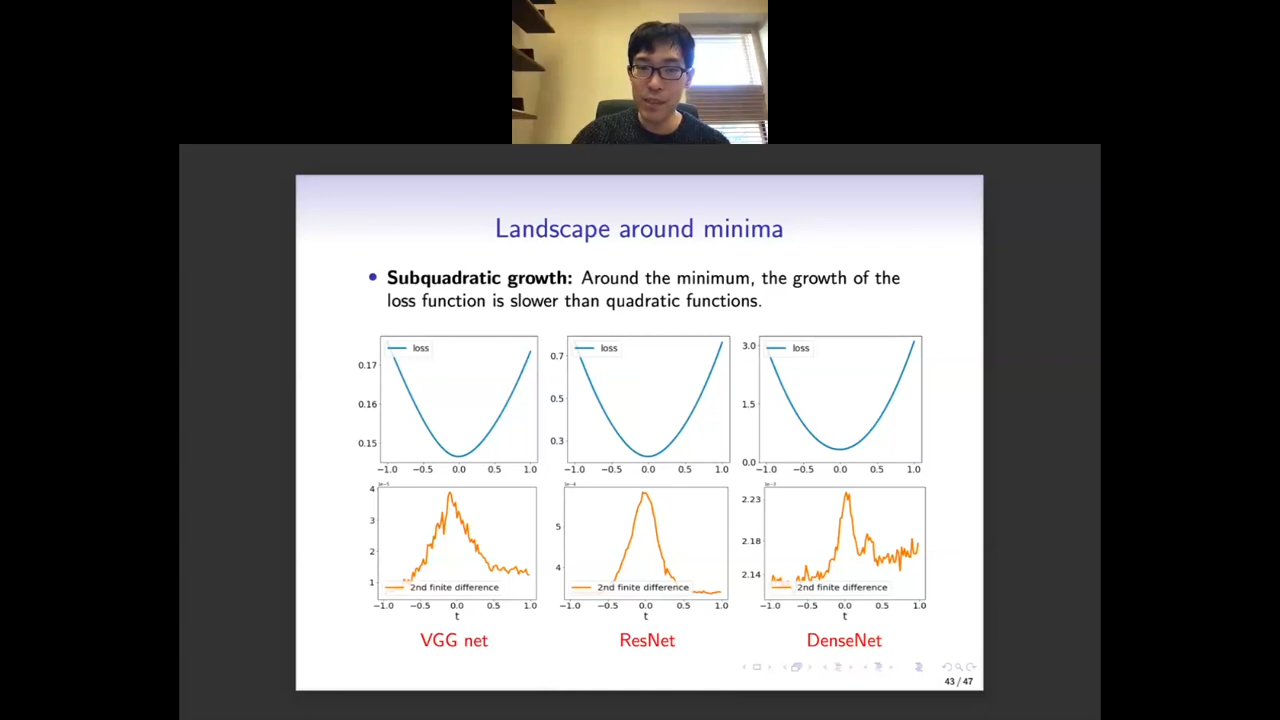 Landscape around minima
• Subquadratic growth: Around the minimum, the growth of the
loss function is slower than quadratic functions.
loss
0.17
0.16
0.15
−1.0 −0.5 0.0 0.5 1.0
loss
0.7
0.5
0.3
−1.0 −0.5 0.0 0.5 1.0
loss
3.0
1.5
0.0
−1.0 −0.5 0.0 0.5 1.0
1e−5
4
3
2
1
2nd finite difference
−1.0 −0.5 0.0 0.5 1.0
t
1e−4
5
4
2nd finite difference
−1.0 −0.5 0.0 0.5 1.0
t
1e−3
2.23
2.18
2.14
2nd finite difference
−1.0 −0.5 0.0 0.5 1.0
t
VGG net
ResNet
DenseNet
43 / 47